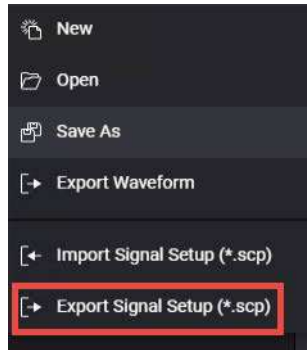 New
Open
Save As
Export Waveform
Import Signal Setup (*.scp)
Export Signal Setup (*.scp)